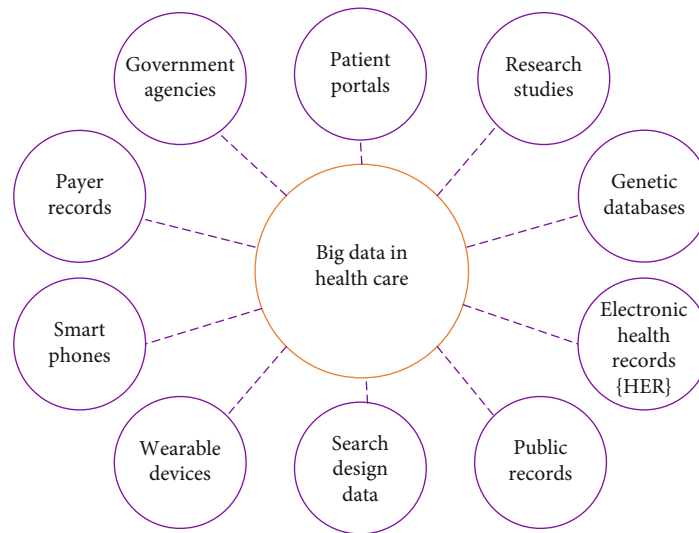 Government
agencies
Patient
portals
Research
studies
Payer
records
Genetic
databases
Big data in
health care
Smart
phones
Electronic
health
records
{HER}
Wearable
devices
Search
design
data
Public
records